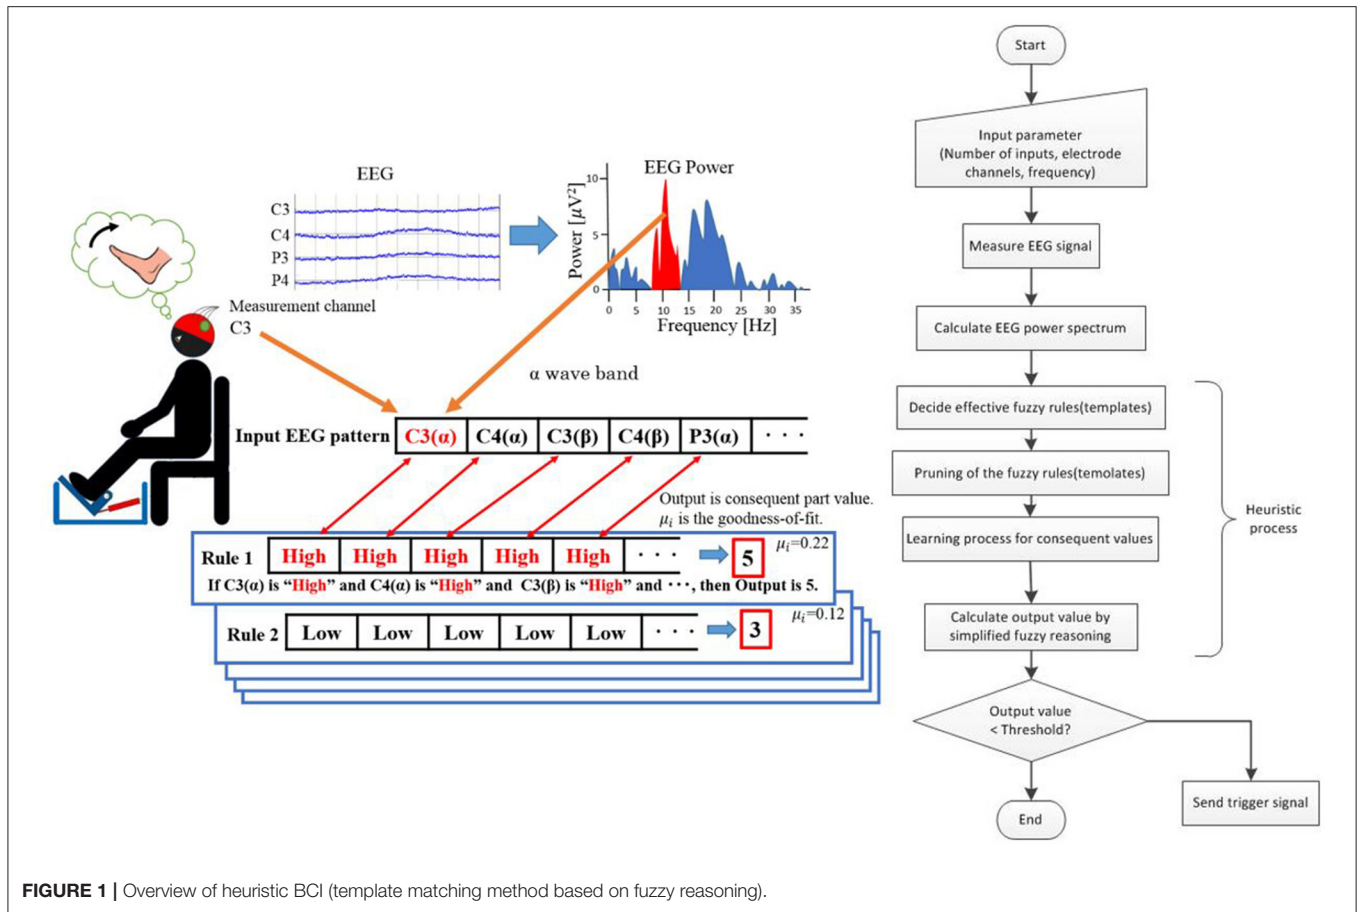 EEG
C3
C4
P3
P4
EEG Power
Power [μV²]
10
5
0
0 5 10 15 20 25 30 35
Frequency [Hz]
Measurement channel
C3
α wave band
Input EEG pattern C3(α) C4(α) C3(β) C4(β) P3(α) · · ·
Output is consequent part value.
μi is the goodness-of-fit.
Rule 1 High High High High High · · · 5 μi=0.22
If C3(α) is “High” and C4(α) is “High” and C3(β) is “High” and ···, then Output is 5.
Rule 2 Low Low Low Low Low · · · 3 μi=0.12
Start
Input parameter
(Number of inputs, electrode
channels, frequency)
Measure EEG signal
Calculate EEG power spectrum
Decide effective fuzzy rules(templates)
Pruning of the fuzzy rules(temolates)
Learning process for consequent values
Calculate output value by
simplified fuzzy reasoning
Heuristic
process
Output value
< Threshold?
Send trigger signal
End
FIGURE 1 | Overview of heuristic BCI (template matching method based on fuzzy reasoning).